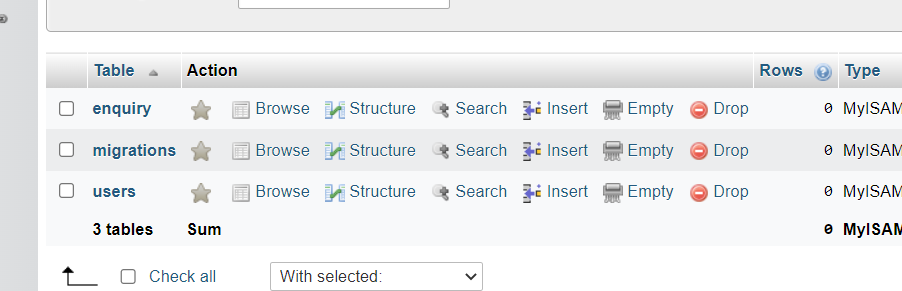 Table Action Rows Type
enquiry Browse Structure Search Insert Empty Drop 0 MyISAM
migrations Browse Structure Search Insert Empty Drop 0 MyISAM
users Browse Structure Search Insert Empty Drop 0 MyISAM
3 tables Sum 0 MyISAM
Check all With selected: